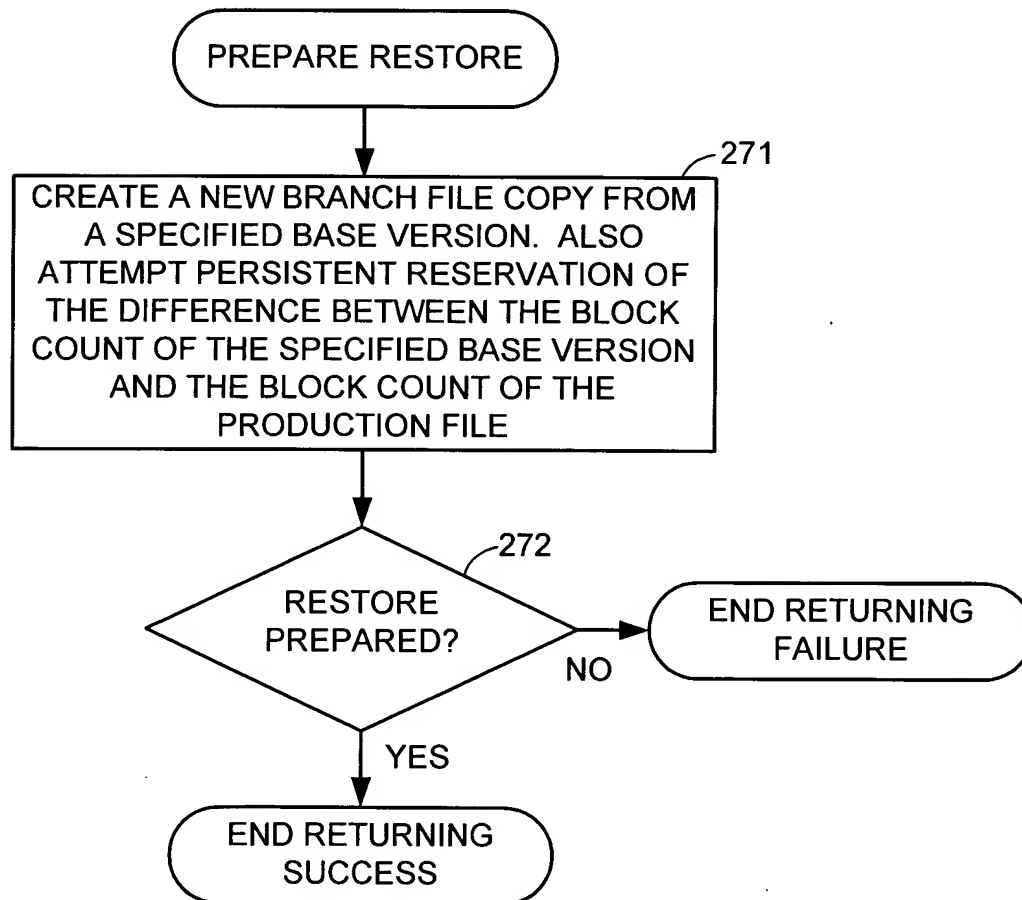 PREPARE RESTORE
271
CREATE A NEW BRANCH FILE COPY FROM
A SPECIFIED BASE VERSION. ALSO
ATTEMPT PERSISTENT RESERVATION OF
THE DIFFERENCE BETWEEN THE BLOCK
COUNT OF THE SPECIFIED BASE VERSION
AND THE BLOCK COUNT OF THE
PRODUCTION FILE
272
RESTORE
PREPARED?
NO
END RETURNING
FAILURE
YES
END RETURNING
SUCCESS